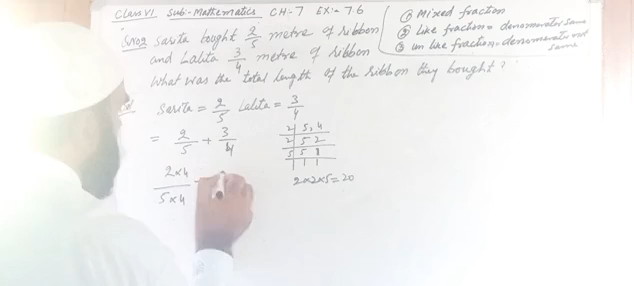 Class VI Sub:- Mathematics CH-7 EX:- 7.6
S.NO2 Sarita bought 2/5 metre of ribbon
and Lalita 3/4 metre of ribbon
What was the total length of the ribbon they bought?
① Mixed fraction
② Like fraction = denominator same
③ un like fraction = denominator not
same
Sarita = 2/5 Lalita = 3/4
= 2/5 + 3/4
2 5, 4
2 5 2
5 5 1
1 1
2×2×5=20
2×4
5×4